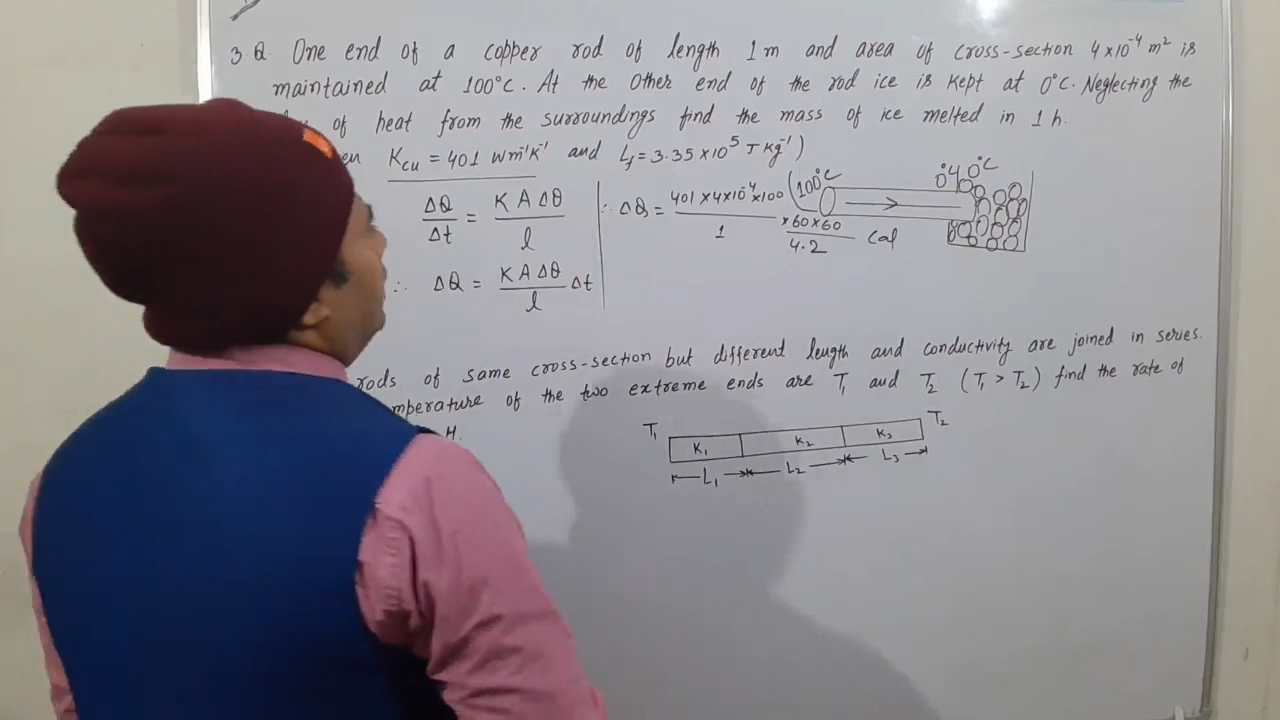 3. Q. One end of a copper rod of length 1 m and area of cross-section 4×10⁻⁴ m² is
maintained at 100°C. At the other end of the rod ice is kept at 0°C. Neglecting the
of heat from the surroundings find the mass of ice melted in 1 h.
K_Cu = 401 Wm⁻¹K⁻¹ and L_f = 3.35×10⁵ J Kg⁻¹)
ΔQ/Δt = K A Δθ / l
∴ ΔQ = K A Δθ / l Δt
∴ ΔQ = 401×4×10⁻⁴×100 / 1 × 60×60 / 4.2 Cal
100°C
0°C
rods of same cross-section but different length and conductivity are joined in series.
temperature of the two extreme ends are T₁ and T₂ (T₁ > T₂) find the rate of
H.
T₁ K₁ K₂ K₃ T₂
L₁ L₂ L₃